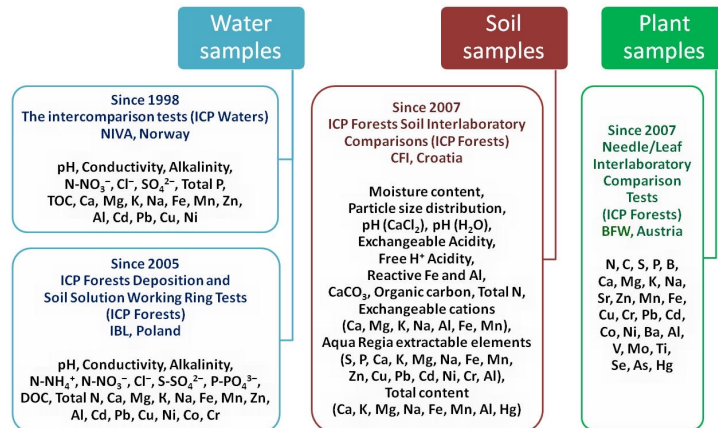 Water
samples
Since 1998
The intercomparison tests (ICP Waters)
NIVA, Norway
pH, Conductivity, Alkalinity,
N-NO₃⁻, Cl⁻, SO₄²⁻, Total P,
TOC, Ca, Mg, K, Na, Fe, Mn, Zn,
Al, Cd, Pb, Cu, Ni
Since 2005
ICP Forests Deposition and
Soil Solution Working Ring Tests
(ICP Forests)
IBL, Poland
pH, Conductivity, Alkalinity,
N-NH₄⁺, N-NO₃⁻, Cl⁻, S-SO₄²⁻, P-PO₄³⁻,
DOC, Total N, Ca, Mg, K, Na, Fe, Mn, Zn,
Al, Cd, Pb, Cu, Ni, Co, Cr
Soil
samples
Since 2007
ICP Forests Soil Interlaboratory
Comparisons (ICP Forests)
CFI, Croatia
Moisture content,
Particle size distribution,
pH (CaCl₂), pH (H₂O),
Exchangeable Acidity,
Free H⁺ Acidity,
Reactive Fe and Al,
CaCO₃, Organic carbon, Total N,
Exchangeable cations
(Ca, Mg, K, Na, Al, Fe, Mn),
Aqua Regia extractable elements
(S, P, Ca, K, Mg, Na, Fe, Mn,
Zn, Cu, Pb, Cd, Ni, Cr, Al),
Total content
(Ca, K, Mg, Na, Fe, Mn, Al, Hg)
Plant
samples
Since 2007
Needle/Leaf
Interlaboratory
Comparison
Tests
(ICP Forests)
BFW, Austria
N, C, S, P, B,
Ca, Mg, K, Na,
Sr, Zn, Mn, Fe,
Cu, Cr, Pb, Cd,
Co, Ni, Ba, Al,
V, Mo, Ti,
Se, As, Hg